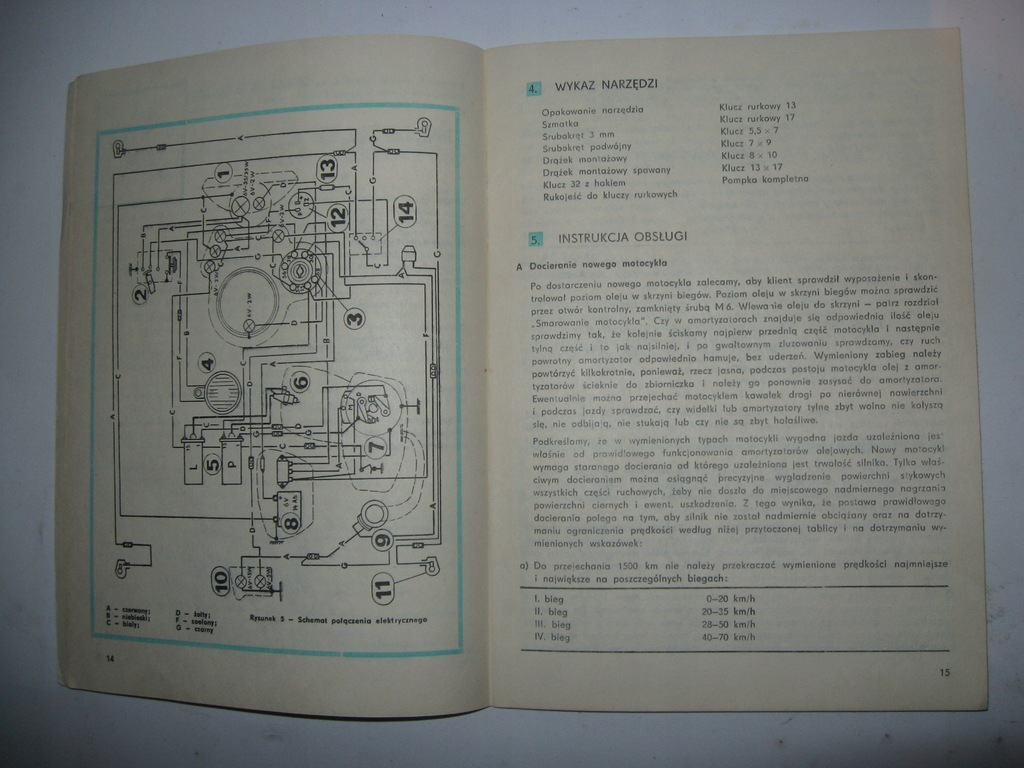 A – czerwony;
B – niebieski;
C – biały;
D – żółty;
F – zielony;
G – czarny
Rysunek 5 – Schemat połączenia elektrycznego
14
1
2
3
4
L 5 P
6
7
8
6V
9
10
11
12
13
14
4. WYKAZ NARZĘDZI
Opakowanie narzędzia
Szmatka
Śrubokręt 3 mm
Śrubokręt podwójny
Drążek montażowy
Drążek montażowy spawany
Klucz 32 z hakiem
Rukojeść do kluczy rurkowych
Klucz rurkowy 13
Klucz rurkowy 17
Klucz 5,5 × 7
Klucz 7 × 9
Klucz 8 × 10
Klucz 13 × 17
Pompka kompletna
5. INSTRUKCJA OBSŁUGI
A Docieranie nowego motocykla
Po dostarczeniu nowego motocykla zalecamy, aby klient sprawdził wyposażenie i skon-
trolował poziom oleju w skrzyni biegów. Poziom oleju w skrzyni biegów można sprawdzić
przez otwór kontrolny, zamknięty śrubą M 6. Wlewanie oleju do skrzyni – patrz rozdział
„Smarowanie motocykla". Czy w amortyzatorach znajduje się odpowiednia ilość oleju
sprawdzimy tak, że kolejnie ściskamy najpierw przednią część motocykla i następnie
tylną część i to jak najsilniej, i po gwałtownym zluzowaniu sprawdzamy, czy ruch
powrotny amortyzator odpowiednio hamuje, bez uderzeń. Wymieniony zabieg należy
powtórzyć kilkokrotnie, ponieważ, rzecz jasna, podczas postoju motocykla olej z amor-
tyzatorów ścieknie do zbiorniczka i należy go ponownie zasysać do amortyzatora.
Ewentualnie można przejechać motocyklem kawałek drogi po nierównej nawierzchni
i podczas jazdy sprawdzać, czy widełki lub amortyzatory tylne zbyt wolno nie kołyszą
się, nie odbijają, nie stukają lub czy nie są zbyt hałaśliwe.
Podkreślamy, że w wymienionych typach motocykli wygodna jazda uzależniona jest
właśnie od prawidłowego funkcjonowania amortyzatorów olejowych. Nowy motocykl
wymaga starannego docierania od którego uzależniona jest trwałość silnika. Tylko właś-
ciwym docieraniem można osiągnąć precyzyjne wygładzenie powierzchni stykowych
wszystkich części ruchowych, żeby nie doszło do miejscowego nadmiernego nagrzania
powierzchni ciernych i ewent. uszkodzenia. Z tego wynika, że postawa prawidłowego
docierania polega na tym, aby silnik nie został nadmiernie obciążany oraz na dotrzy-
maniu ograniczenia prędkości według niżej przytoczonej tablicy i na dotrzymaniu wy-
mienionych wskazówek:
a) Do przejechania 1500 km nie należy przekraczać wymienione prędkości najmniejsze
i największe na poszczególnych biegach:
I. bieg 0–20 km/h
II. bieg 20–35 km/h
III. bieg 28–50 km/h
IV. bieg 40–70 km/h
15